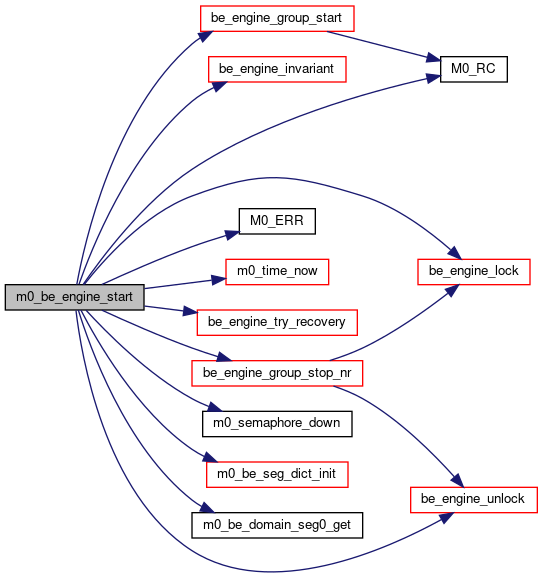 be_engine_group_start
M0_RC
be_engine_invariant
M0_ERR
m0_time_now
be_engine_lock
m0_be_engine_start
be_engine_try_recovery
be_engine_group_stop_nr
m0_semaphore_down
m0_be_seg_dict_init
be_engine_unlock
m0_be_domain_seg0_get